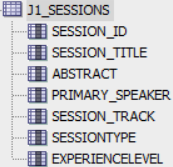 J1_SESSIONS
SESSION_ID
SESSION_TITLE
ABSTRACT
PRIMARY_SPEAKER
SESSION_TRACK
SESSIONTYPE
EXPERIENCELEVEL